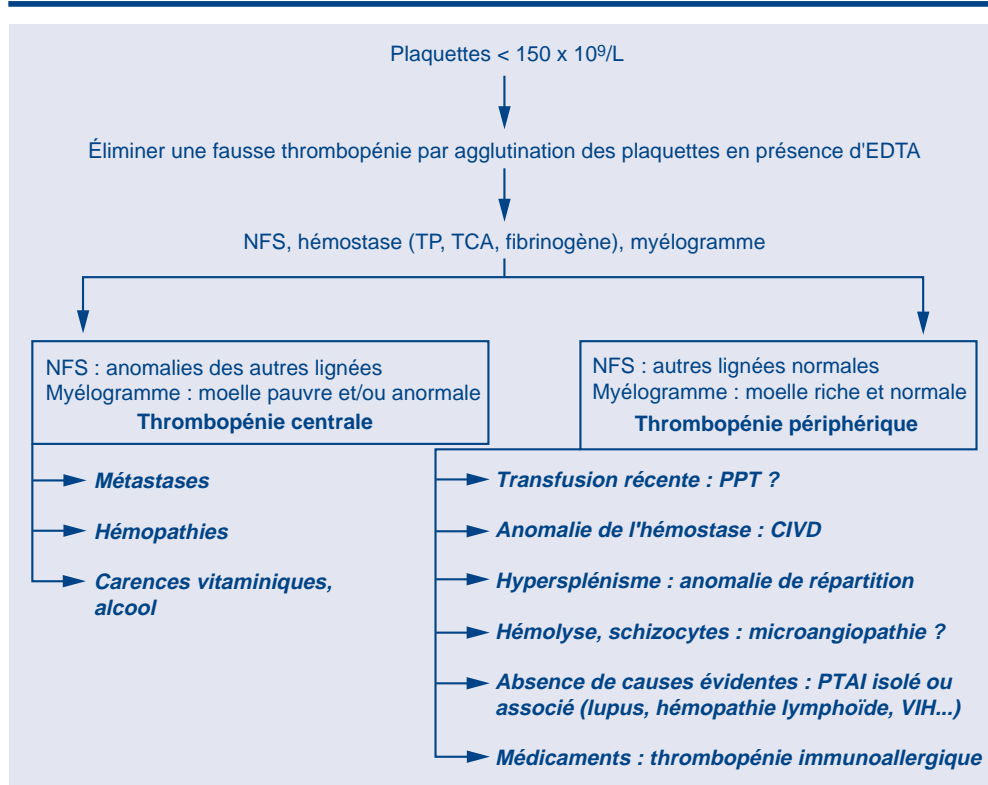 Plaquettes < 150 x 10⁹/L
Éliminer une fausse thrombopénie par agglutination des plaquettes en présence d'EDTA
NFS, hémostase (TP, TCA, fibrinogène), myélogramme
NFS : anomalies des autres lignées
Myélogramme : moelle pauvre et/ou anormale
Thrombopénie centrale
Métastases
Hémopathies
Carences vitaminiques,
alcool
NFS : autres lignées normales
Myélogramme : moelle riche et normale
Thrombopénie périphérique
Transfusion récente : PPT ?
Anomalie de l'hémostase : CIVD
Hypersplénisme : anomalie de répartition
Hémolyse, schizocytes : microangiopathie ?
Absence de causes évidentes : PTAI isolé ou
associé (lupus, hémopathie lymphoïde, VIH...)
Médicaments : thrombopénie immunoallergique